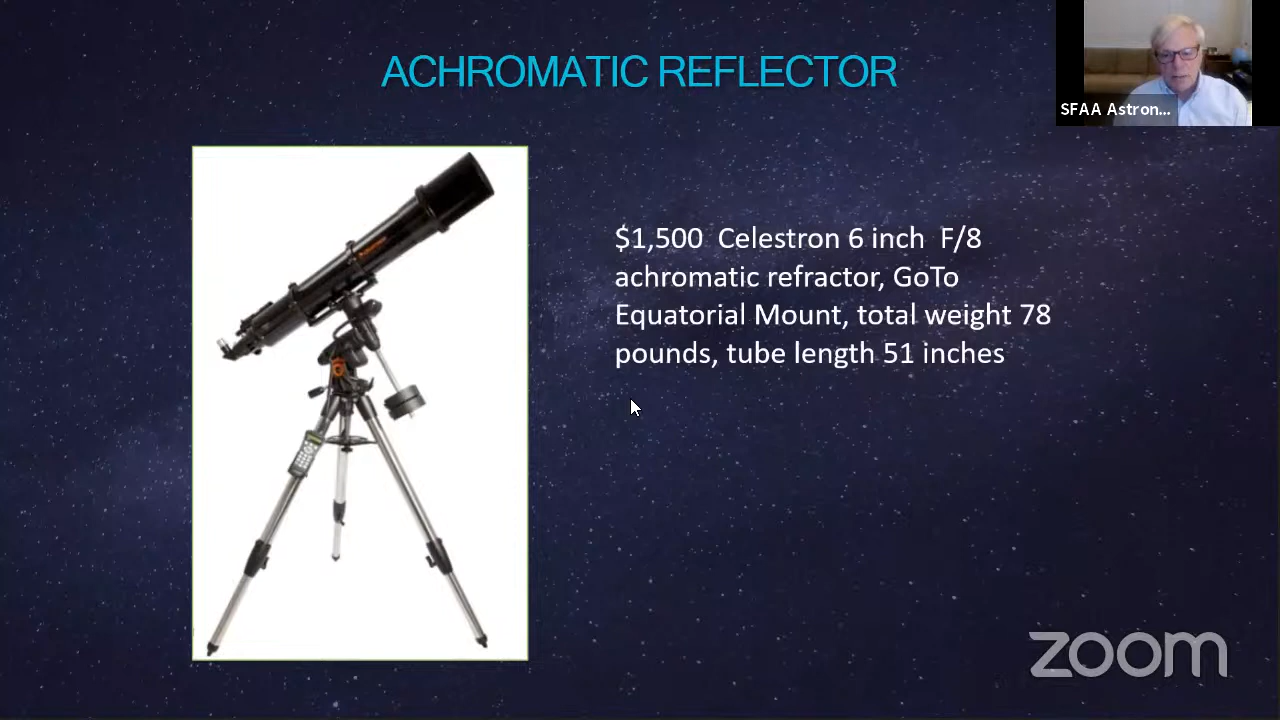 ACHROMATIC REFLECTOR
SFAA Astron...
$1,500  Celestron 6 inch  F/8
achromatic refractor, GoTo
Equatorial Mount, total weight 78
pounds, tube length 51 inches
zoom